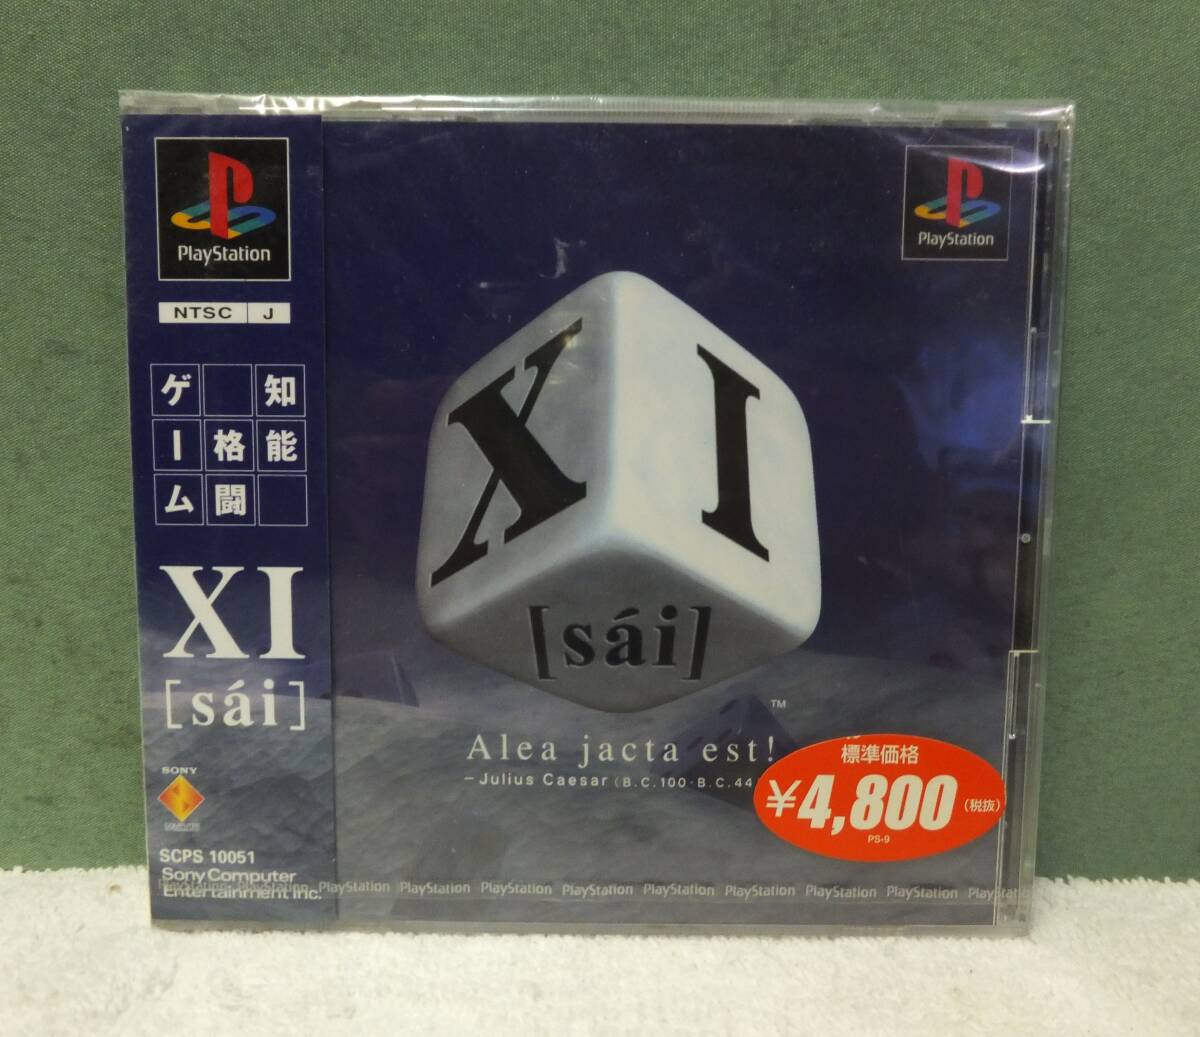 PlayStation
NTSC J
知能
格闘
ゲーム
XI
[sái]
SONY
SCPS 10051
Sony Computer
Entertainment Inc.
PlayStation
XI
[sái]
TM
Alea jacta est!
-Julius Caesar (B.C.100-B.C.44
標準価格
¥4,800 (税抜)
PS-9
PlayStation PlayStation PlayStation PlayStation PlayStation PlayStation PlayStation PlayStation PlayStation PlayStation